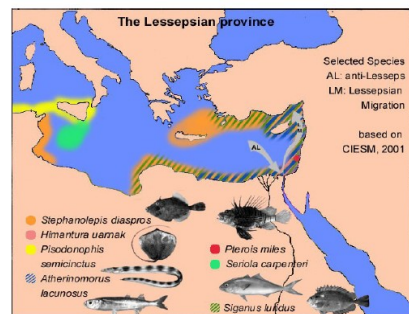 The Lessepsian province
Selected Species
AL: anti-Lesseps
LM: Lessepsian
Migration
based on
CIESM, 2001
AL
Stephanolepis diaspros
Himantura uarnak
Pisodonophis
semicinctus
Atherinomorus
lacunosus
Pterois miles
Seriola carpenteri
Siganus luridus